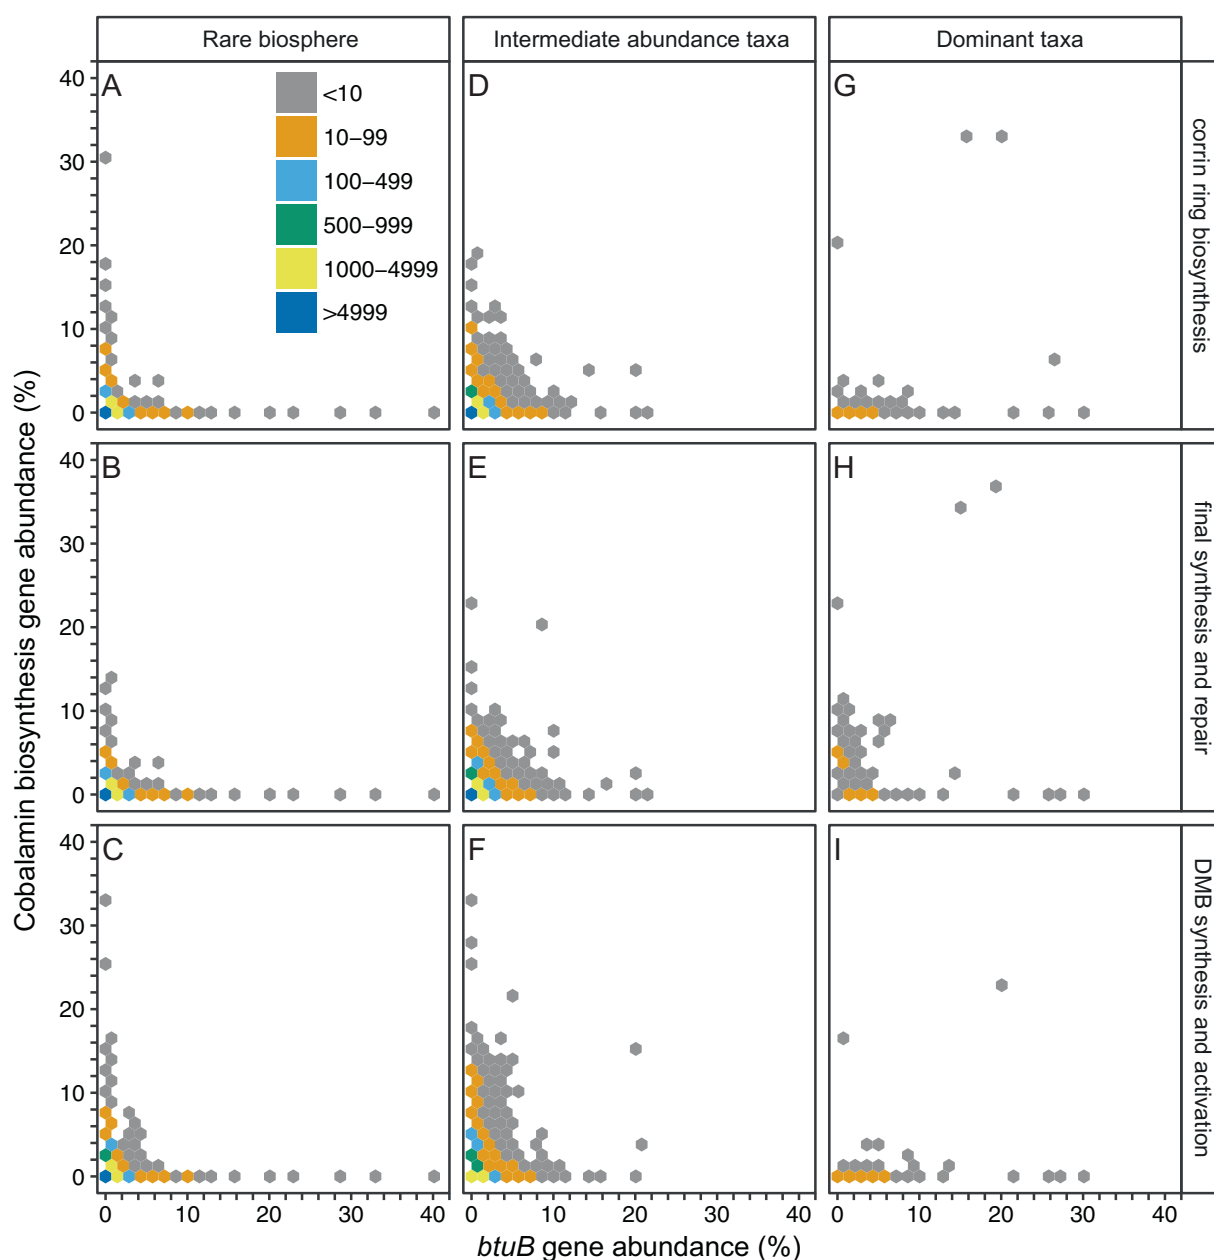 Rare biosphere
Intermediate abundance taxa
Dominant taxa
A
D
G
<10
10–99
100–499
500–999
1000–4999
>4999
40
30
20
10
0
corrin ring biosynthesis
B
E
H
40
30
20
10
0
final synthesis and repair
C
F
I
40
30
20
10
0
DMB synthesis and activation
Cobalamin biosynthesis gene abundance (%)
0 10 20 30 40
0 10 20 30 40
0 10 20 30 40
btuB gene abundance (%)